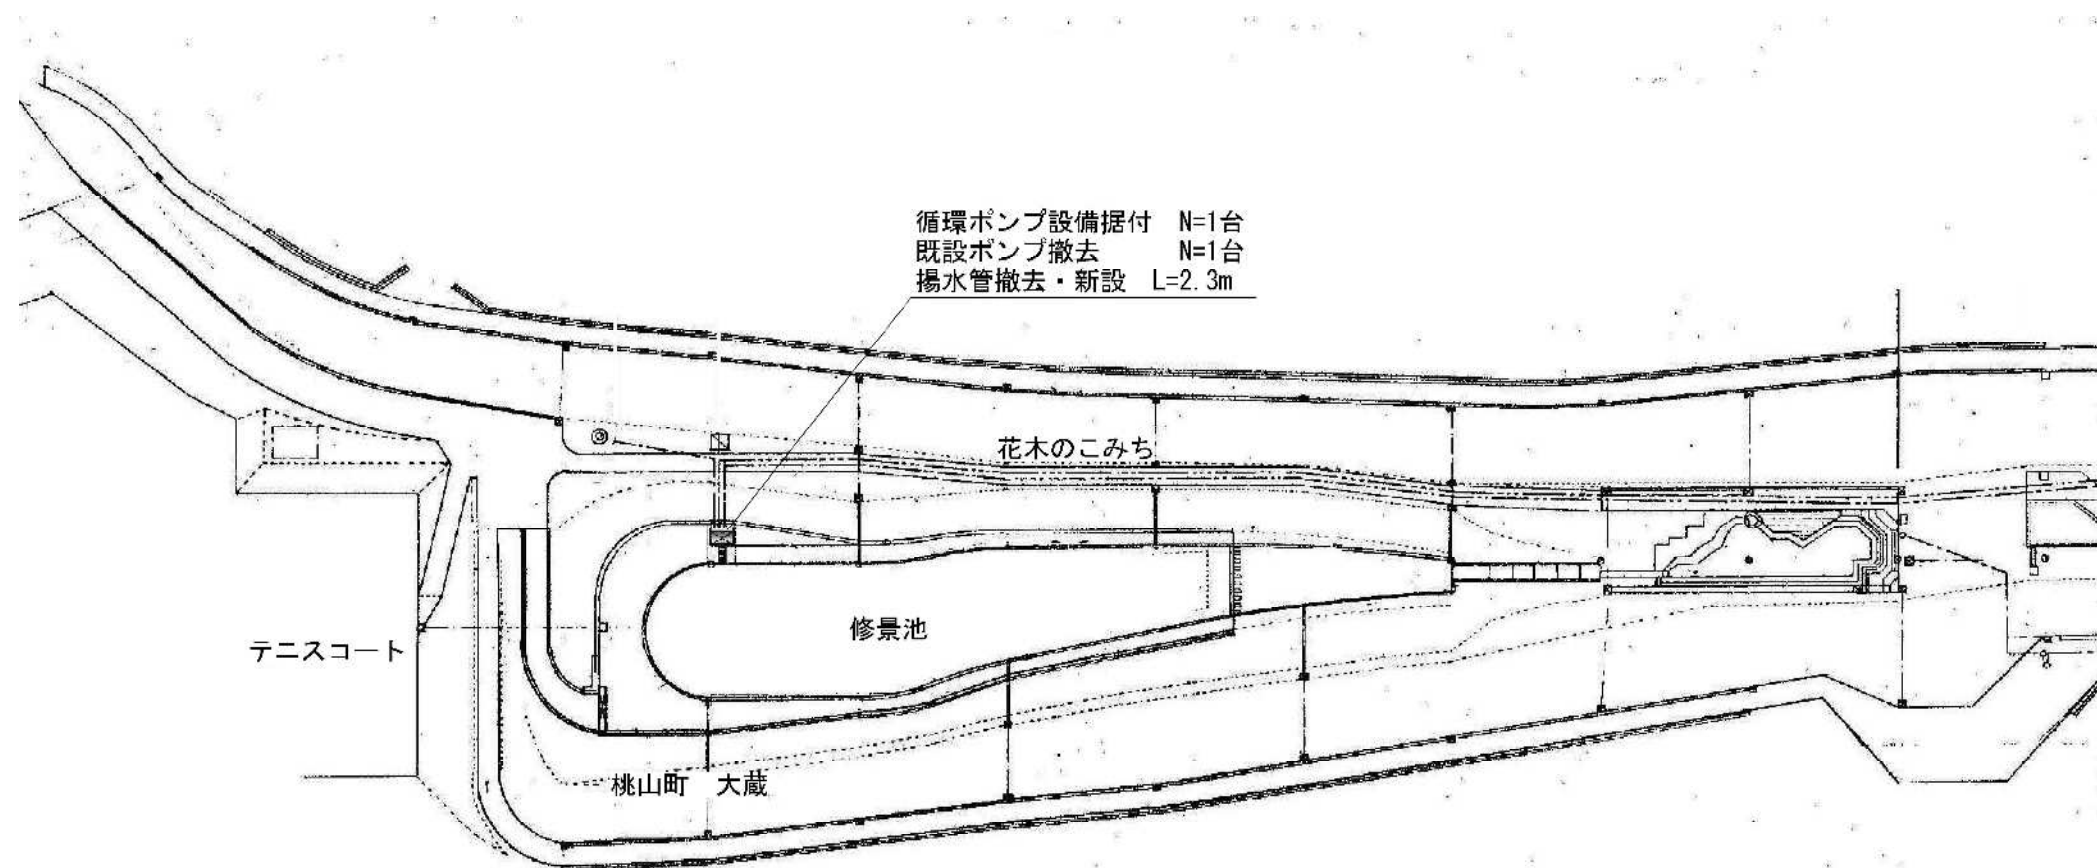 循環ポンプ設備据付　N=1台
既設ポンプ撤去　　　N=1台
揚水管撤去・新設　L=2.3m
花木のこみち
修景池
テニスコート
桃山町　大蔵